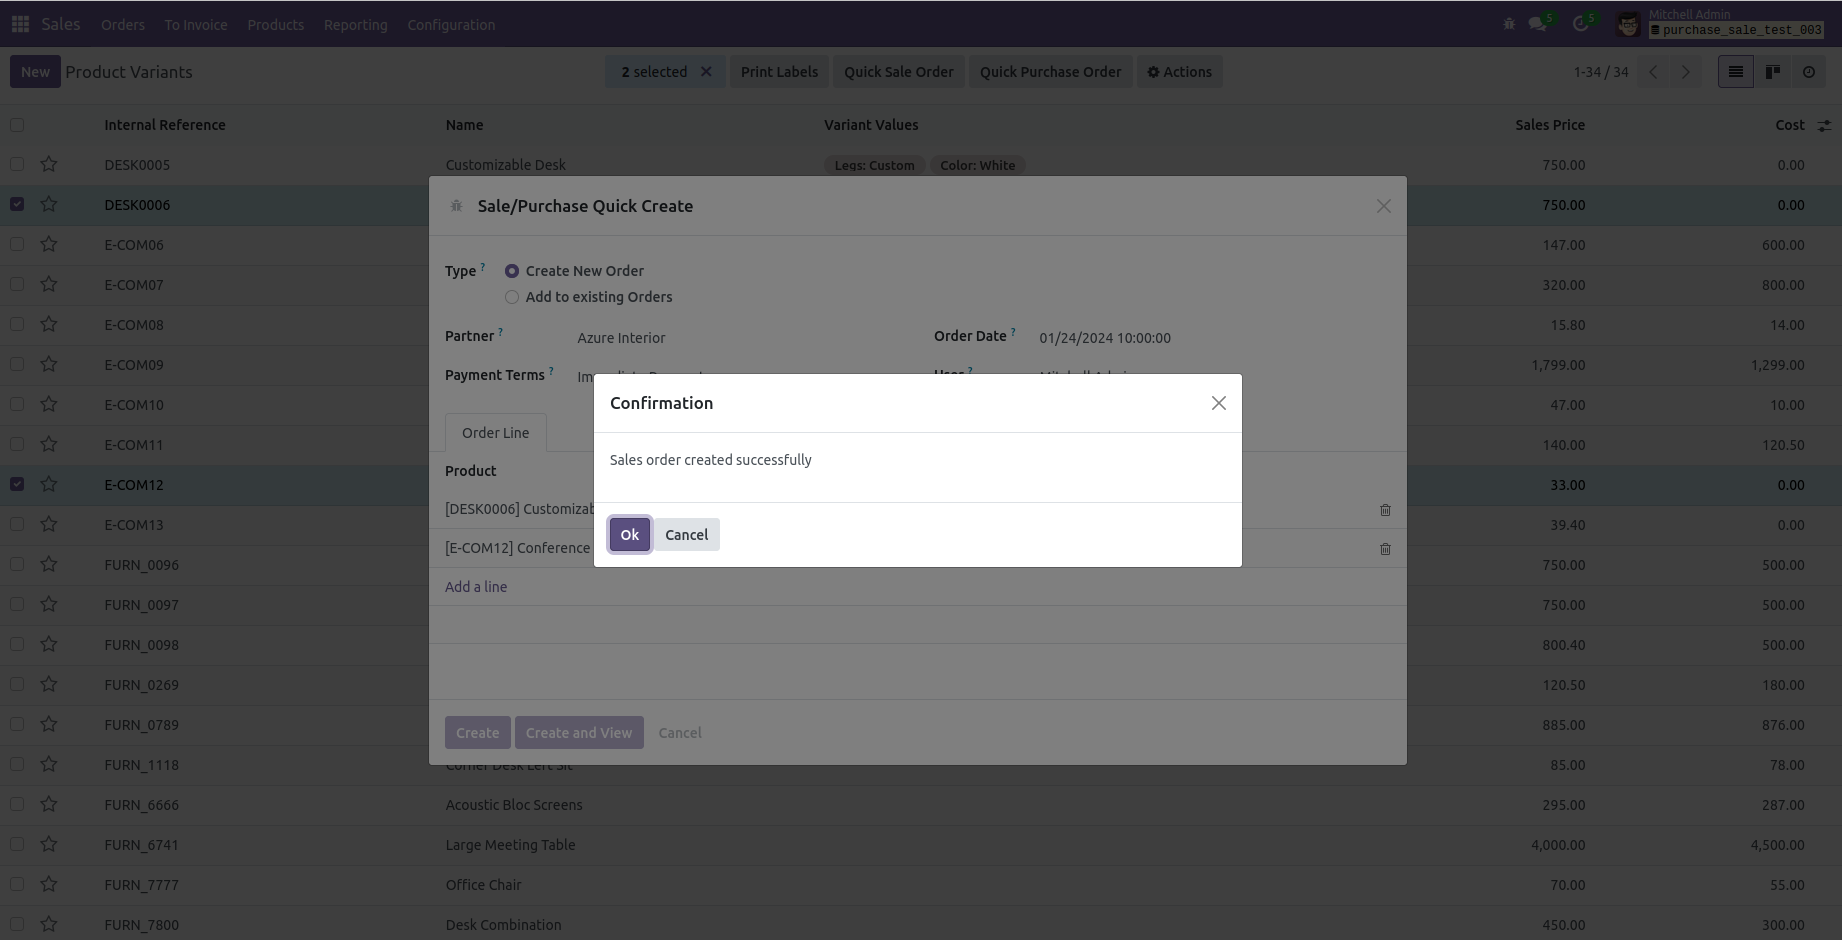 Sales Orders To Invoice Products Reporting Configuration 5 5 Mitchell Admin
purchase_sale_test_003
New Product Variants 2 selected Print Labels Quick Sale Order Quick Purchase Order Actions 1-34 / 34
Internal Reference Name Variant Values Sales Price Cost
DESK0005 Customizable Desk Legs: Custom Color: White 750.00 0.00
DESK0006 750.00 0.00
E-COM06 147.00 600.00
E-COM07 320.00 800.00
E-COM08 15.80 14.00
E-COM09 1,799.00 1,299.00
E-COM10 47.00 10.00
E-COM11 140.00 120.50
E-COM12 33.00 0.00
E-COM13 39.40 0.00
FURN_0096 750.00 500.00
FURN_0097 750.00 500.00
FURN_0098 800.40 500.00
FURN_0269 120.50 180.00
FURN_0789 885.00 876.00
FURN_1118 Corner Desk Left Sit 85.00 78.00
FURN_6666 Acoustic Bloc Screens 295.00 287.00
FURN_6741 Large Meeting Table 4,000.00 4,500.00
FURN_7777 Office Chair 70.00 55.00
FURN_7800 Desk Combination 450.00 300.00
Sale/Purchase Quick Create
Type ? Create New Order
Add to existing Orders
Partner ? Azure Interior Order Date ? 01/24/2024 10:00:00
Payment Terms ? Immediate Payment User ? Mitchell Admin
Order Line
Product
[DESK0006] Customizab
[E-COM12] Conference
Add a line
Create Create and View Cancel
Confirmation
Sales order created successfully
Ok Cancel